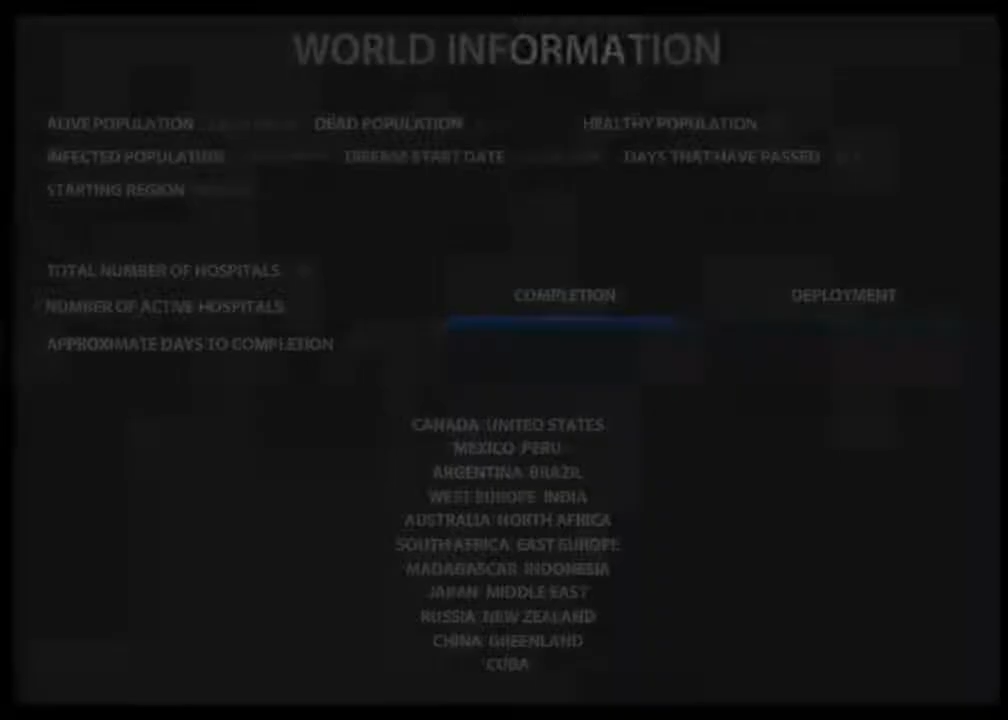 WORLD INFORMATION
ALIVE POPULATION DEAD POPULATION HEALTHY POPULATION
INFECTED POPULATION DISEASE START DATE DAYS THAT HAVE PASSED
STARTING REGION
TOTAL NUMBER OF HOSPITALS
COMPLETION DEPLOYMENT
NUMBER OF ACTIVE HOSPITALS
APPROXIMATE DAYS TO COMPLETION
CANADA UNITED STATES
MEXICO PERU
ARGENTINA BRAZIL
WEST EUROPE INDIA
AUSTRALIA NORTH AFRICA
SOUTH AFRICA EAST EUROPE
MADAGASCAR INDONESIA
JAPAN MIDDLE EAST
RUSSIA NEW ZEALAND
CHINA GREENLAND
CUBA